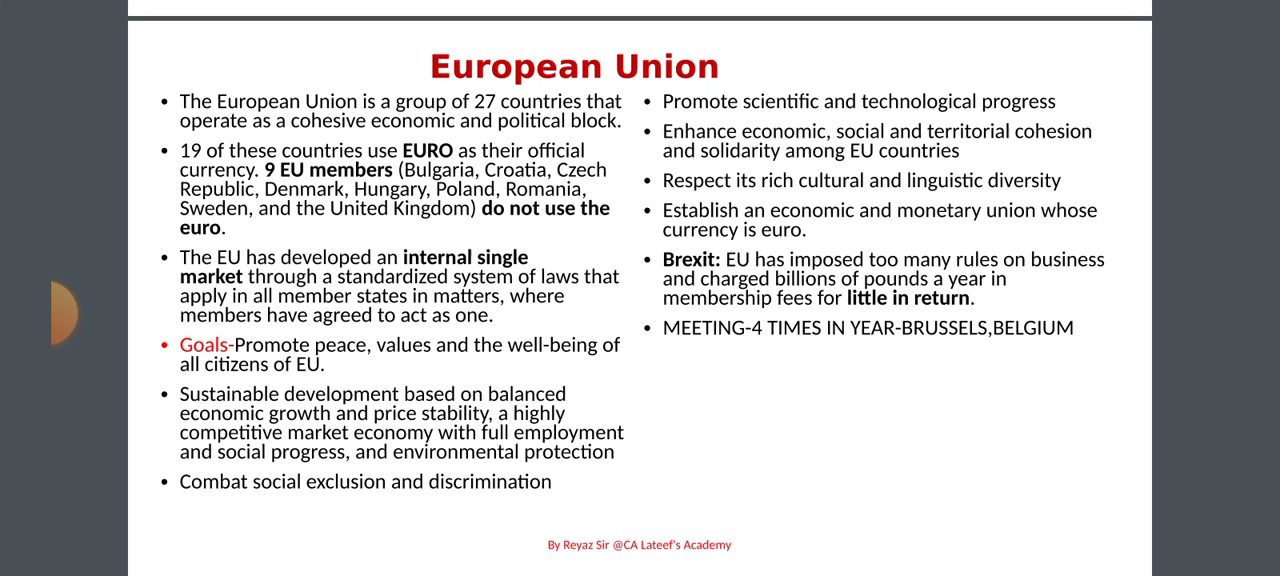 European Union
• The European Union is a group of 27 countries that
operate as a cohesive economic and political block.
• 19 of these countries use EURO as their official
currency. 9 EU members (Bulgaria, Croatia, Czech
Republic, Denmark, Hungary, Poland, Romania,
Sweden, and the United Kingdom) do not use the
euro.
• The EU has developed an internal single
market through a standardized system of laws that
apply in all member states in matters, where
members have agreed to act as one.
• Goals-Promote peace, values and the well-being of
all citizens of EU.
• Sustainable development based on balanced
economic growth and price stability, a highly
competitive market economy with full employment
and social progress, and environmental protection
• Combat social exclusion and discrimination
• Promote scientific and technological progress
• Enhance economic, social and territorial cohesion
and solidarity among EU countries
• Respect its rich cultural and linguistic diversity
• Establish an economic and monetary union whose
currency is euro.
• Brexit: EU has imposed too many rules on business
and charged billions of pounds a year in
membership fees for little in return.
• MEETING-4 TIMES IN YEAR-BRUSSELS,BELGIUM
By Reyaz Sir @CA Lateef's Academy